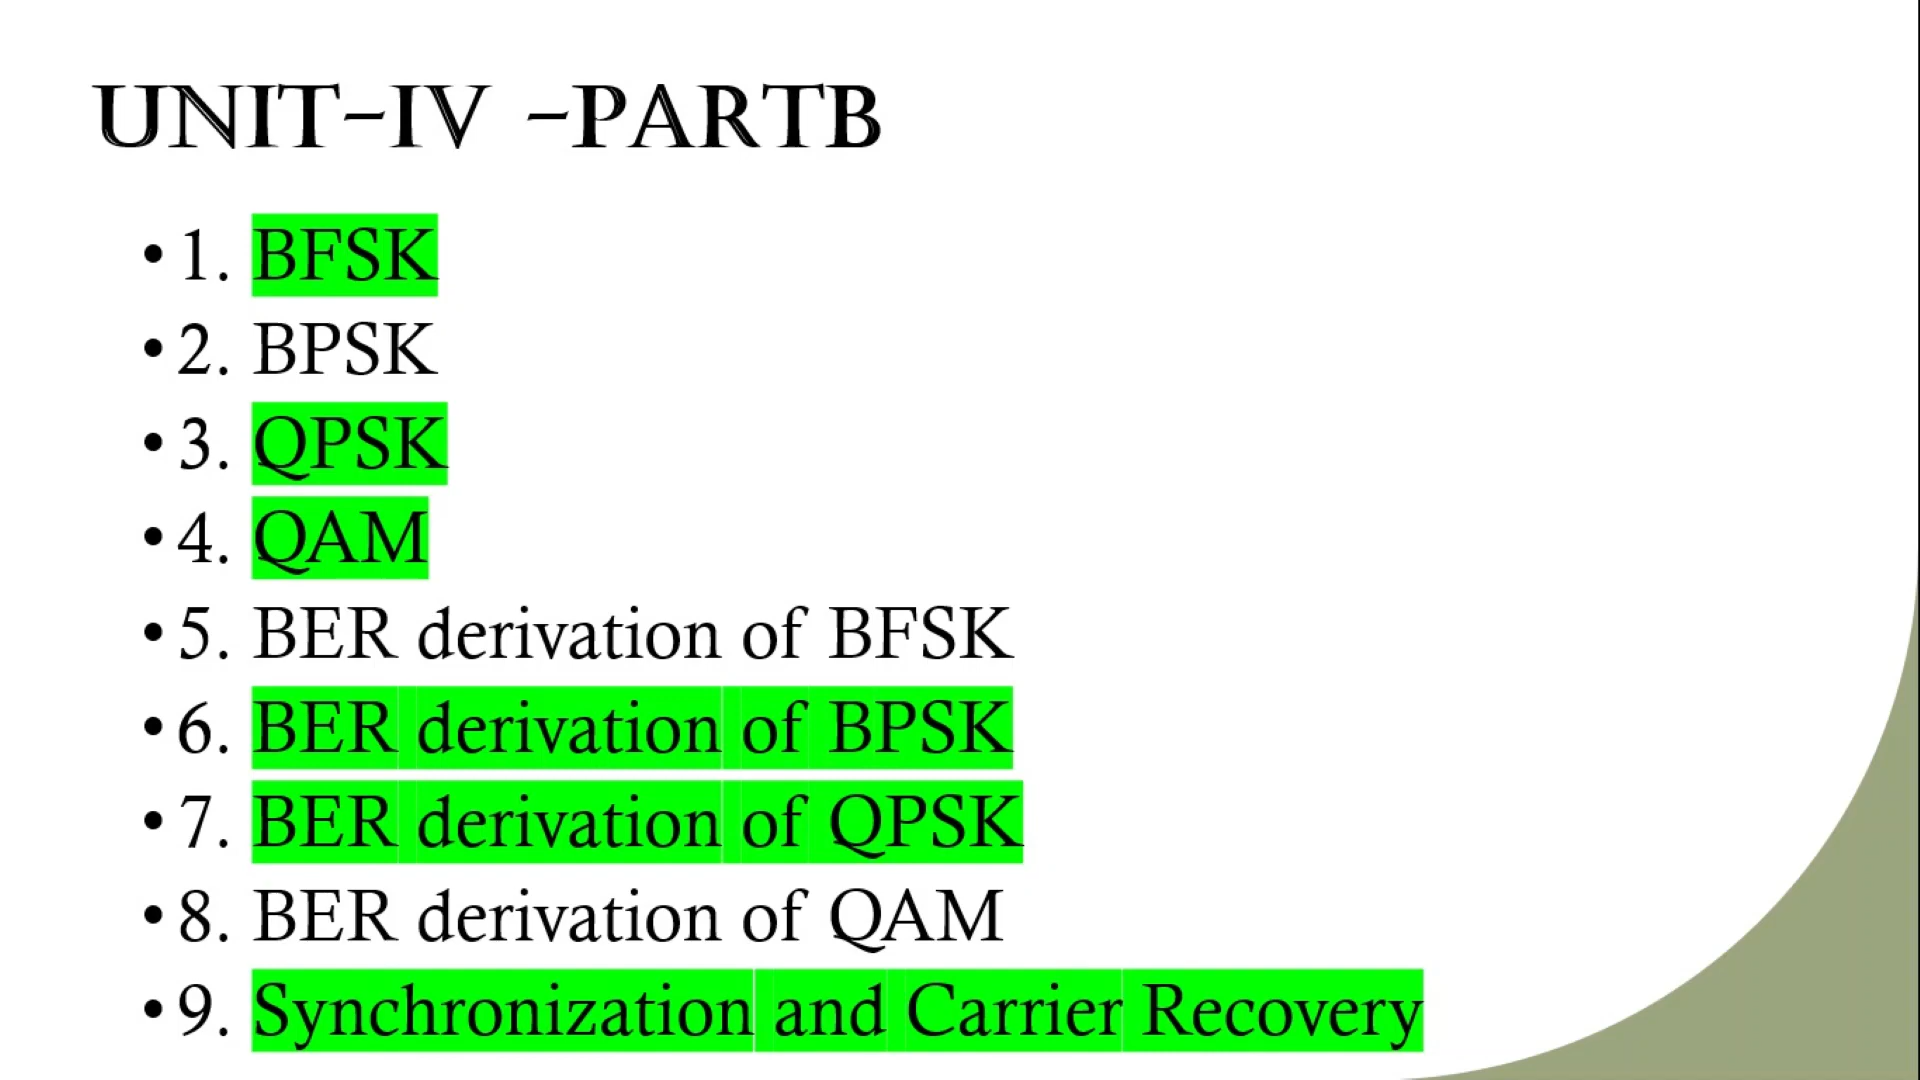 UNIT-IV -PARTB
• 1. BFSK
• 2. BPSK
• 3. QPSK
• 4. QAM
• 5. BER derivation of BFSK
• 6. BER derivation of BPSK
• 7. BER derivation of QPSK
• 8. BER derivation of QAM
• 9. Synchronization and Carrier Recovery